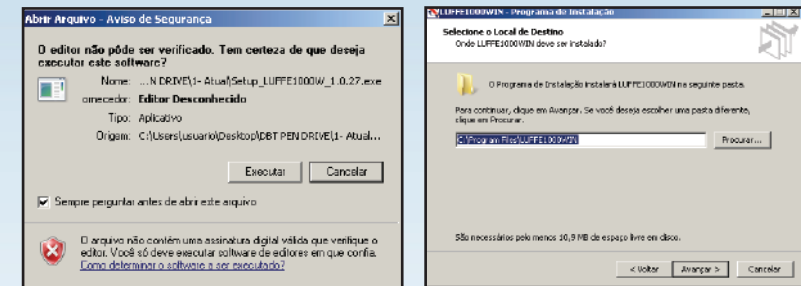 Abrir Arquivo - Aviso de Segurança
O editor não pôde ser verificado. Tem certeza de que deseja
executar este software?
Nome: ...N DRIVE\1- Atual\Setup_LUFFE1000W_1.0.27.exe
ornecedor: Editor Desconhecido
Tipo: Aplicativo
Origem: C:\Users\usuario\Desktop\DBT PEN DRIVE\1- Atual...
Executar
Cancelar
Sempre perguntar antes de abrir este arquivo
O arquivo não contém uma assinatura digital válida que verifique o
editor. Você só deve executar software de editores em que confia.
Como determinar o software a ser executado?
LUFFE1000WIN - Programa de Instalação
Selecione o Local de Destino
Onde LUFFE1000WIN deve ser instalado?
O Programa de Instalação instalará LUFFE1000WIN na seguinte pasta.
Para continuar, clique em Avançar. Se você deseja escolher uma pasta diferente,
clique em Procurar.
C:\Program Files\LUFFE1000WIN
Procurar...
São necessários pelo menos 10,9 MB de espaço livre em disco.
< Voltar
Avançar >
Cancelar